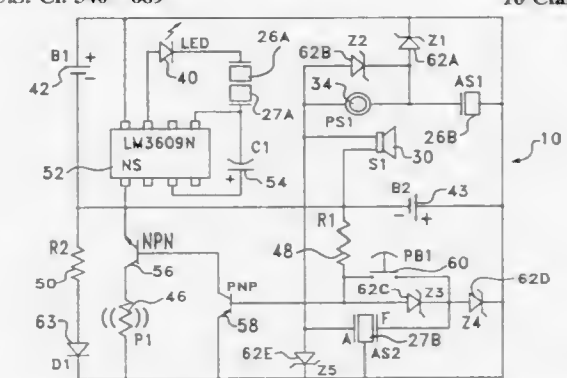 B1 +
-
42
LED
40
26A
27A
LM3609N
NS
52
C1
+
54
62B
Z2
Z1
62A
34
PS1
AS1
26B
10
S1
30
B2
43
- +
R1
48
PB1
60
62D
R2
50
NPN
56
PNP
58
62C
Z3
Z4
46
P1
63
D1
A
F
27B
AS2
62E
Z5